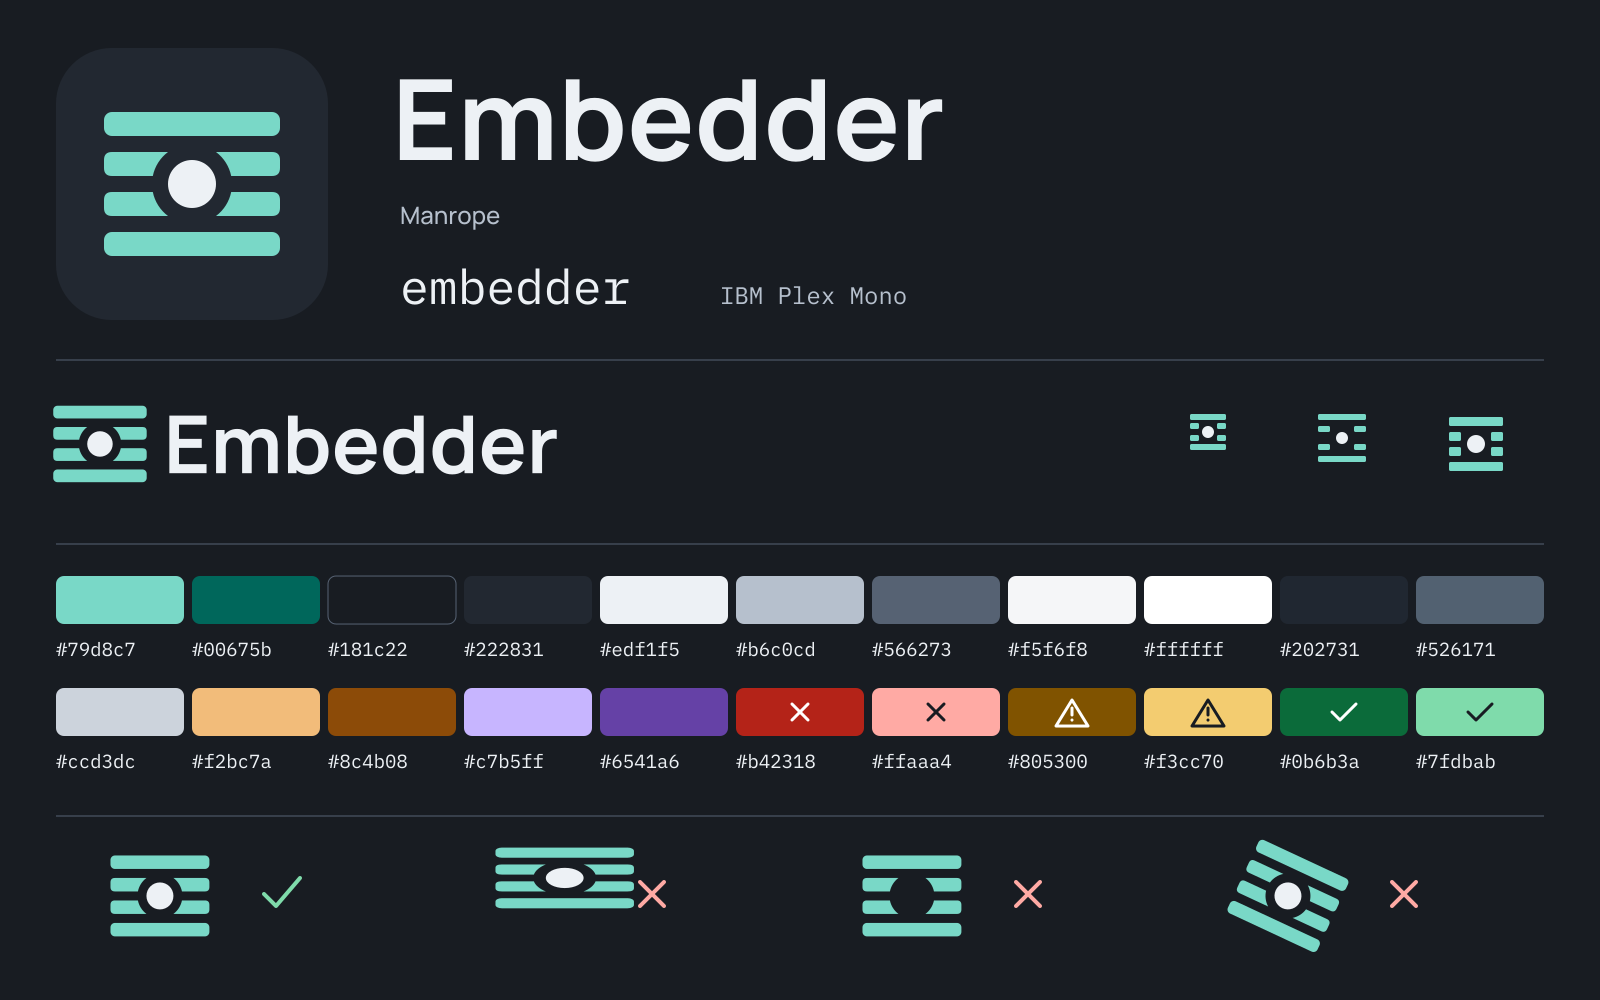 Embedder
Manrope
embedder IBM Plex Mono
Embedder
#79d8c7 #00675b #181c22 #222831 #edf1f5 #b6c0cd #566273 #f5f6f8 #ffffff #202731 #526171
#ccd3dc #f2bc7a #8c4b08 #c7b5ff #6541a6 #b42318 #ffaaa4 #805300 #f3cc70 #0b6b3a #7fdbab